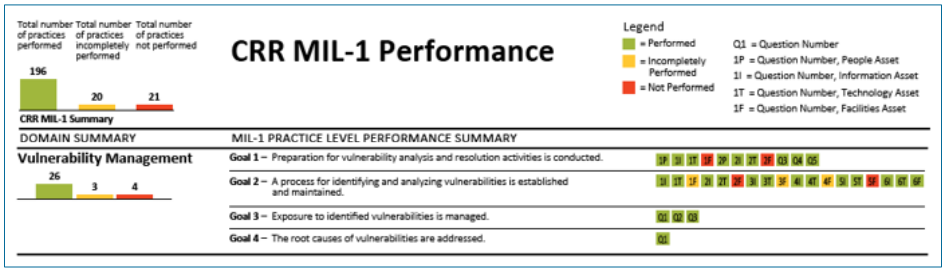 Total number of practices performed
Total number of practices incompletely performed
Total number of practices not performed
196
20
21
CRR MIL-1 Summary
CRR MIL-1 Performance
Legend
= Performed
= Incompletely Performed
= Not Performed
Q1 = Question Number
1P = Question Number, People Asset
1I = Question Number, Information Asset
1T = Question Number, Technology Asset
1F = Question Number, Facilities Asset
DOMAIN SUMMARY
MIL-1 PRACTICE LEVEL PERFORMANCE SUMMARY
Vulnerability Management
26
3
4
Goal 1 – Preparation for vulnerability analysis and resolution activities is conducted.
1P 1I 1T 1F 2P 2I 2T 2F Q3 Q4 Q5
Goal 2 – A process for identifying and analyzing vulnerabilities is established
and maintained.
1I 1T 1F 2I 2T 2F 3I 3T 3F 4I 4T 4F 5I 5T 5F 6I 6T 6F
Goal 3 – Exposure to identified vulnerabilities is managed.
Q1 Q2 Q3
Goal 4 – The root causes of vulnerabilities are addressed.
Q1